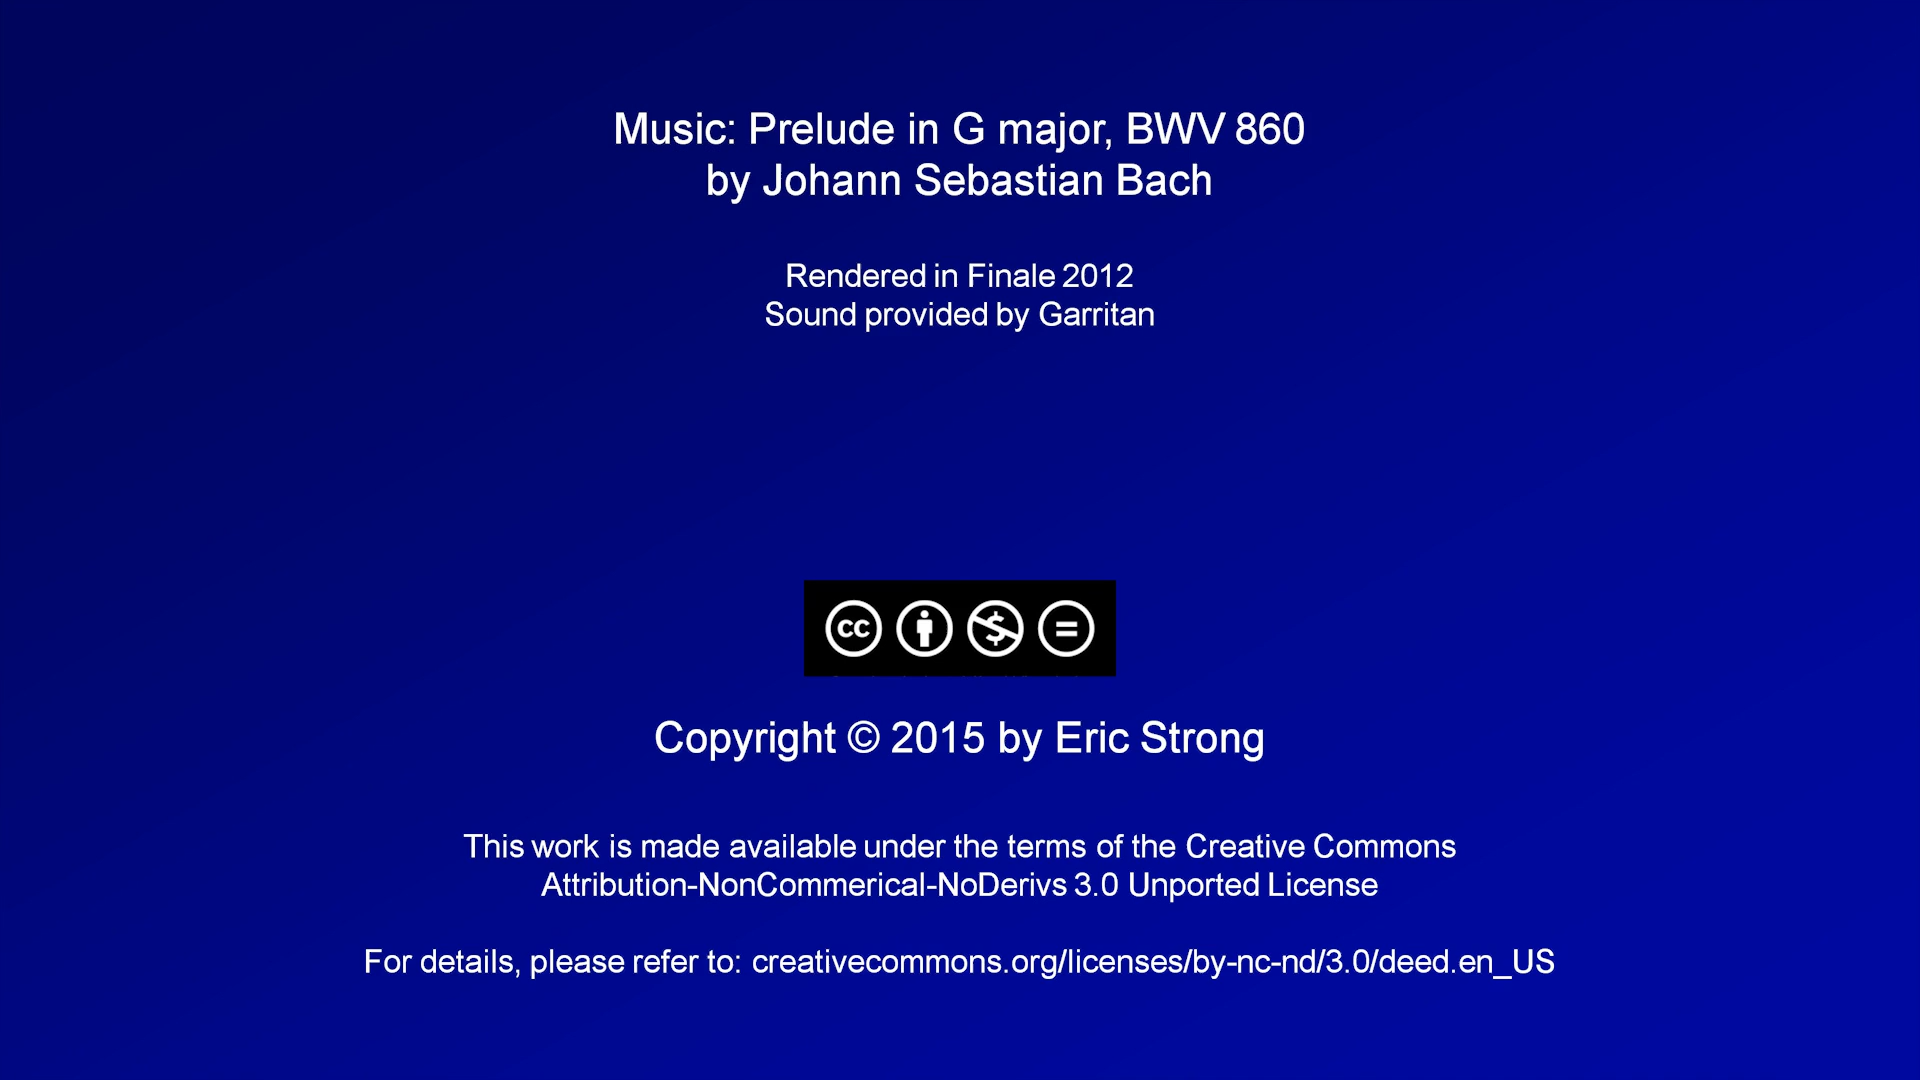 Music: Prelude in G major, BWV 860
by Johann Sebastian Bach
Rendered in Finale 2012
Sound provided by Garritan
cc $ =
Copyright © 2015 by Eric Strong
This work is made available under the terms of the Creative Commons
Attribution-NonCommerical-NoDerivs 3.0 Unported License
For details, please refer to: creativecommons.org/licenses/by-nc-nd/3.0/deed.en_US